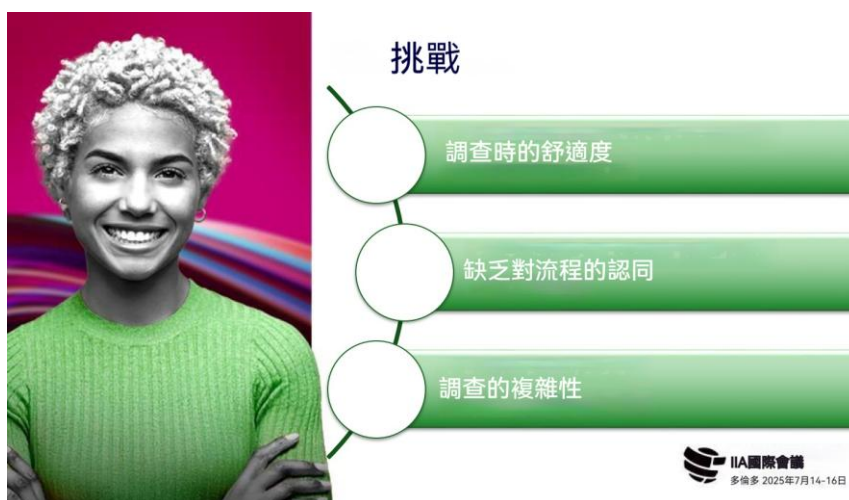 挑戰
調查時的舒適度
缺乏對流程的認同
調查的複雜性
IIA國際會議
多倫多 2025年7月14-16日